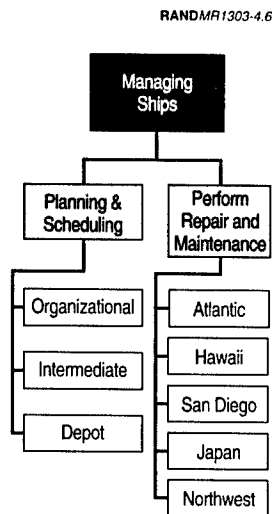 RANDMR1303-4.6
Managing
Ships
Planning &
Scheduling
Organizational
Intermediate
Depot
Perform
Repair and
Maintenance
Atlantic
Hawaii
San Diego
Japan
Northwest